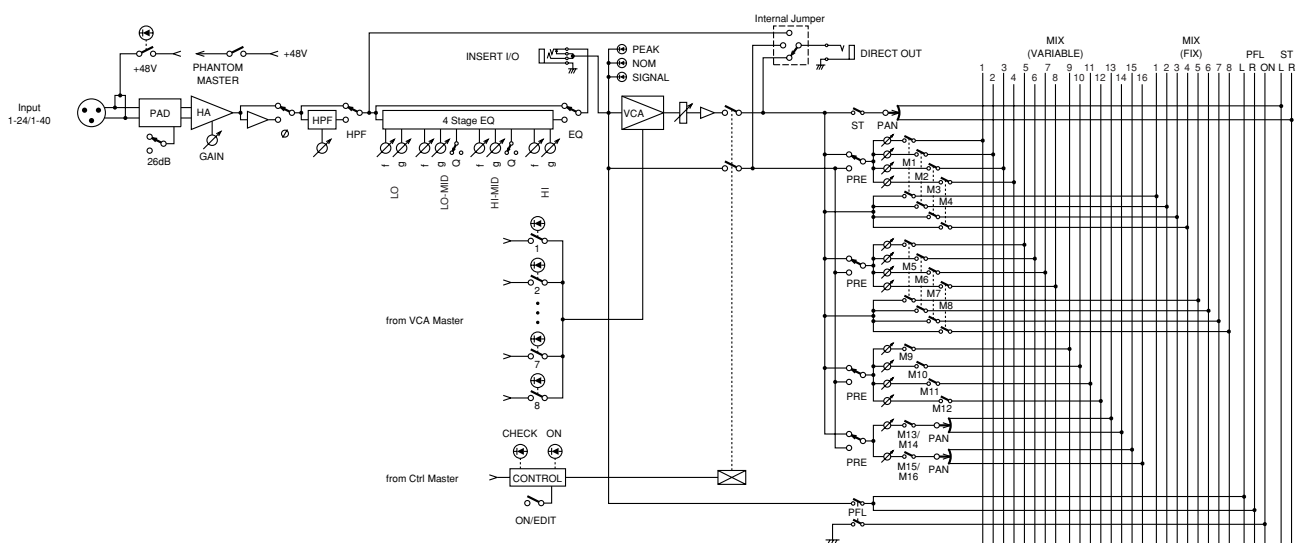 Internal Jumper
MIX
(VARIABLE)
MIX
(FIX)
PFL
ST
L R ON L R
1 3 5 7 9 11 13 15 1 2 3 4 5 6 7 8
2 4 6 8 10 12 14 16
+48V
PHANTOM
MASTER
+48V
INSERT I/O
PEAK
NOM
SIGNAL
DIRECT OUT
Input
1-24/1-40
PAD
26dB
HA
GAIN
Ø
HPF
HPF
4 Stage EQ
EQ
VCA
ST
PAN
f g f g Q f g Q f g
LO
LO-MID
HI-MID
HI
PRE
M1
M2
M3
M4
PRE
M5
M6
M7
M8
PRE
M9
M10
M11
M12
PRE
M13/
M14
PAN
M15/
M16
PAN
1
2
from VCA Master
7
8
CHECK ON
from Ctrl Master
CONTROL
ON/EDIT
PFL